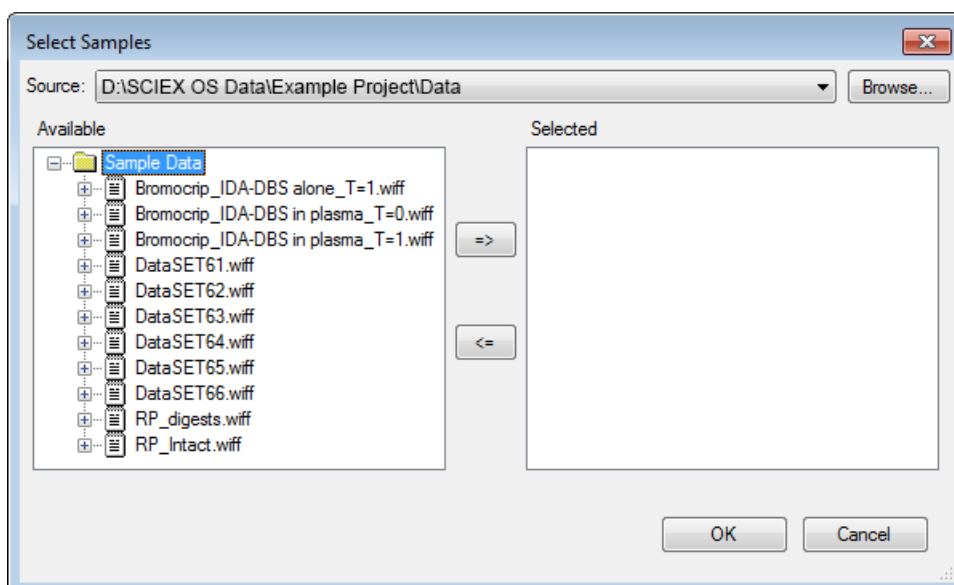 Select Samples
Source: D:\SCIEX OS Data\Example Project\Data Browse...
Available Selected
Sample Data
Bromocrip_IDA-DBS alone_T=1.wiff
Bromocrip_IDA-DBS in plasma_T=0.wiff
Bromocrip_IDA-DBS in plasma_T=1.wiff
=>
DataSET61.wiff
DataSET62.wiff
DataSET63.wiff
DataSET64.wiff
<=
DataSET65.wiff
DataSET66.wiff
RP_digests.wiff
RP_Intact.wiff
OK Cancel